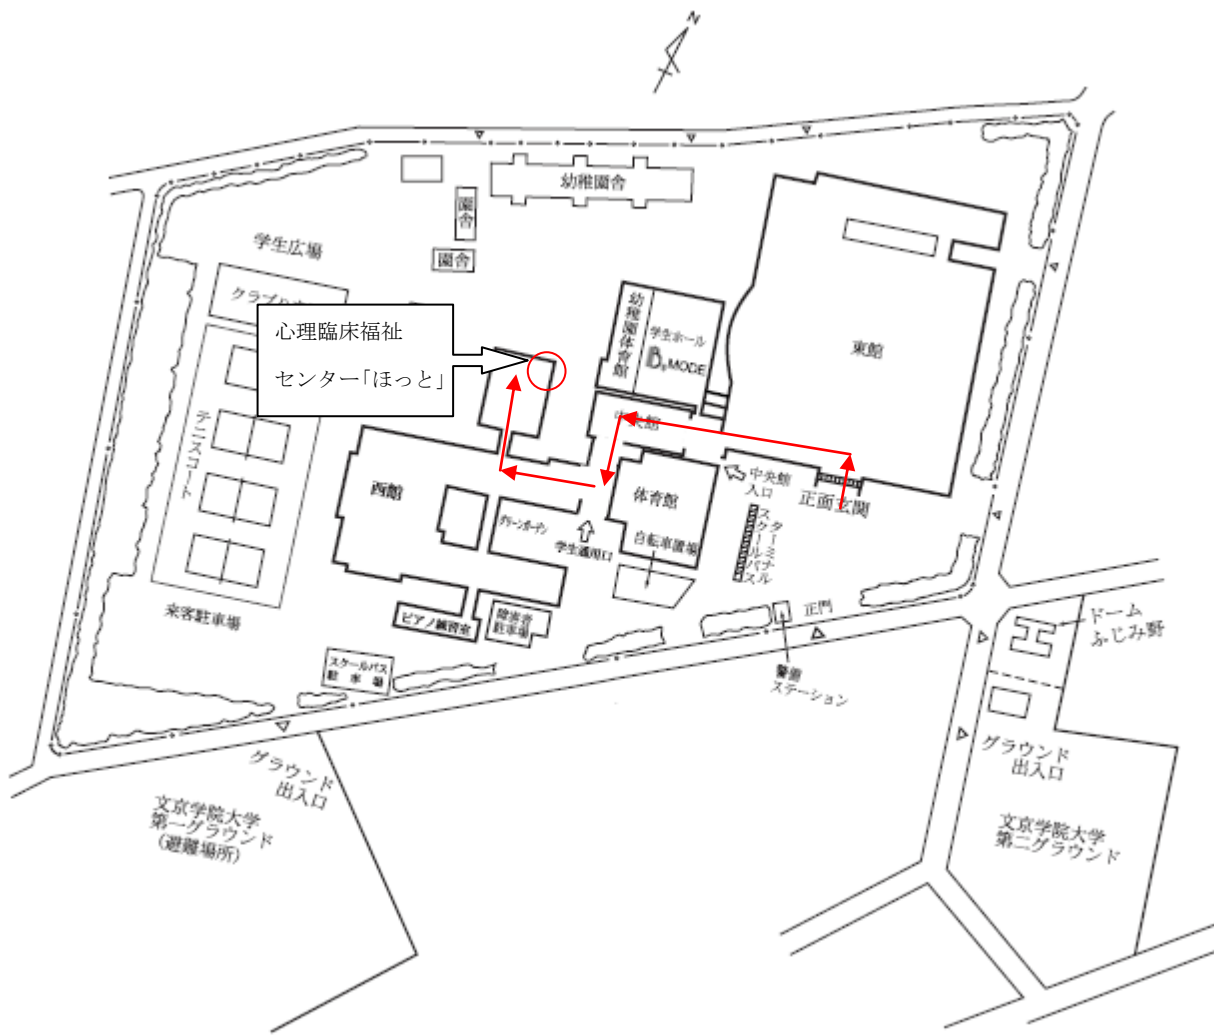 N
幼稚園舎
園舎
園舎
学生広場
心理臨床福祉
センター「ほっと」
幼稚園体育館
学生ホール
B's MODE
東館
テニスコート
西館
体育館
中央館
入口
正面玄関
グリーンガーデン
学生通用口
自転車置場
スクールバス
ターミナル
来客駐車場
ピアノ練習室
障害者
駐車場
スクールバス
駐車場
正門
警備
ステーション
ドーム
ふじみ野
グラウンド
出入口
文京学院大学
第一グラウンド
(避難場所)
グラウンド
出入口
文京学院大学
第二グラウンド